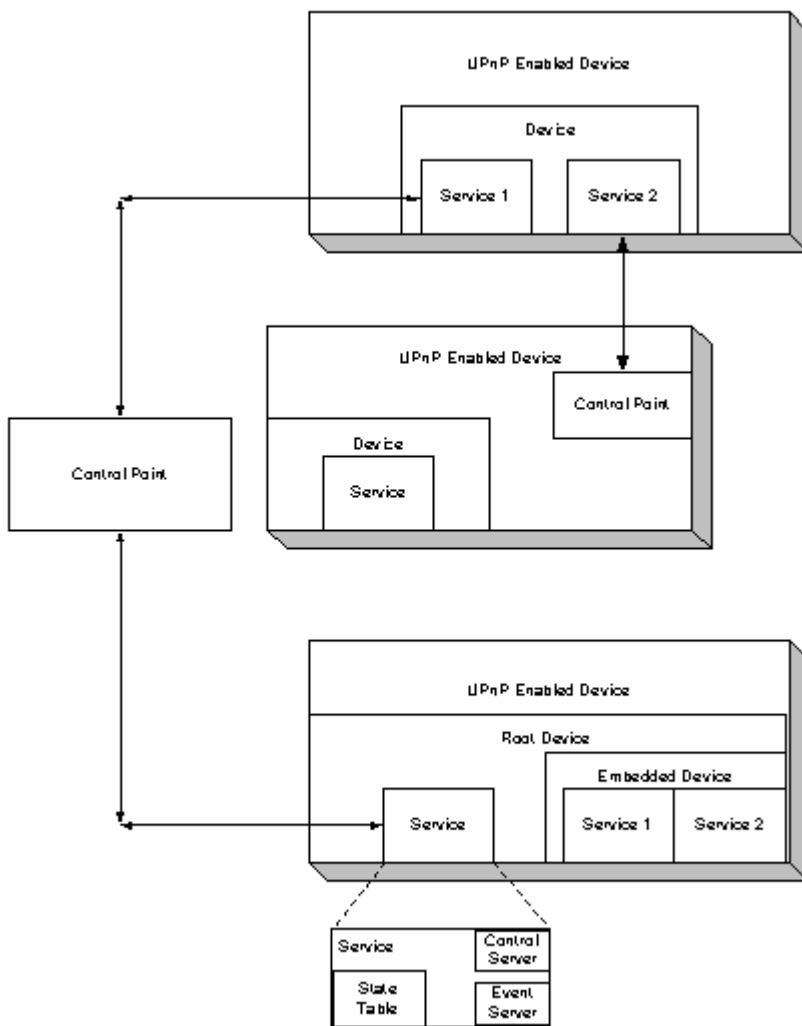 UPnP Enabled Device
Device
Service 1
Service 2
UPnP Enabled Device
Control Point
Device
Service
Control Point
UPnP Enabled Device
Root Device
Embedded Device
Service
Service 1
Service 2
Service
Control
Server
State
Table
Event
Server